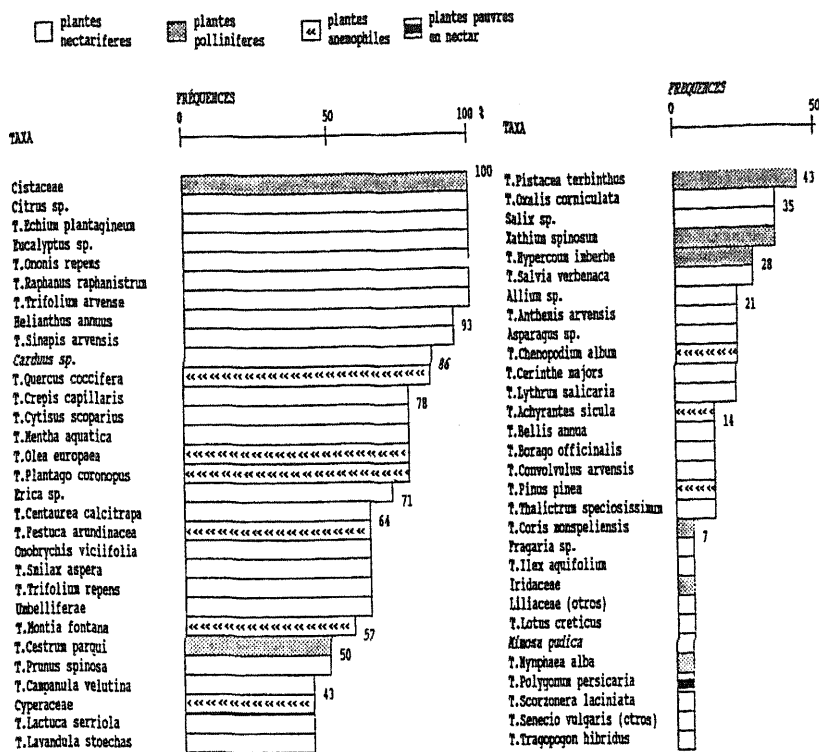 plantes nectariferes
plantes polliniferes
plantes anemophiles
plantes pauvres en nectar
FRÉQUENCES
0 50 100 %
TAXA
Cistaceae 100
Citrus sp.
T.Echium plantagineum
Eucalyptus sp.
T.Ononis repens
T.Raphanus raphanistrum
T.Trifolium arvense
Helianthus annuus 93
T.Sinapis arvensis
Carduus sp. 86
T.Quercus coccifera
T.Crepis capillaris 78
T.Cytisus scoparius
T.Mentha aquatica
T.Olea europaea
T.Plantago coronopus
Erica sp. 71
T.Centaurea calcitrapa 64
T.Festuca arundinacea
Onobrychis viciifolia
T.Smilax aspera
T.Trifolium repens
Umbelliferae
T.Montia fontana 57
T.Cestrum parqui 50
T.Prunus spinosa
T.Campanula velutina 43
Cyperaceae
T.Lactuca serriola
T.Lavandula stoechas
FREQUENCES
0 50
TAXA
T.Pistacea terbinthus 43
T.Oxalis corniculata 35
Salix sp.
Xathium spinosum
T.Hypecoum imberbe 28
T.Salvia verbenaca
Allium sp. 21
T.Anthemis arvensis
Asparagus sp.
T.Chenopodium album
T.Cerinthe majors
T.Lythrum salicaria
T.Achyrantes sicula 14
T.Bellis annua
T.Borago officinalis
T.Convolvulus arvensis
T.Pinus pinea
T.Thalictrum speciosissimum
T.Coris monspeliensis 7
Fragaria sp.
T.Ilex aquifolium
Iridaceae
Liliaceae (otros)
T.Lotus creticus
Mimosa pudica
T.Nymphaea alba
T.Polygonum persicaria
T.Scorzonera laciniata
T.Senecio vulgaris (otros)
T.Tragopogon hibridus